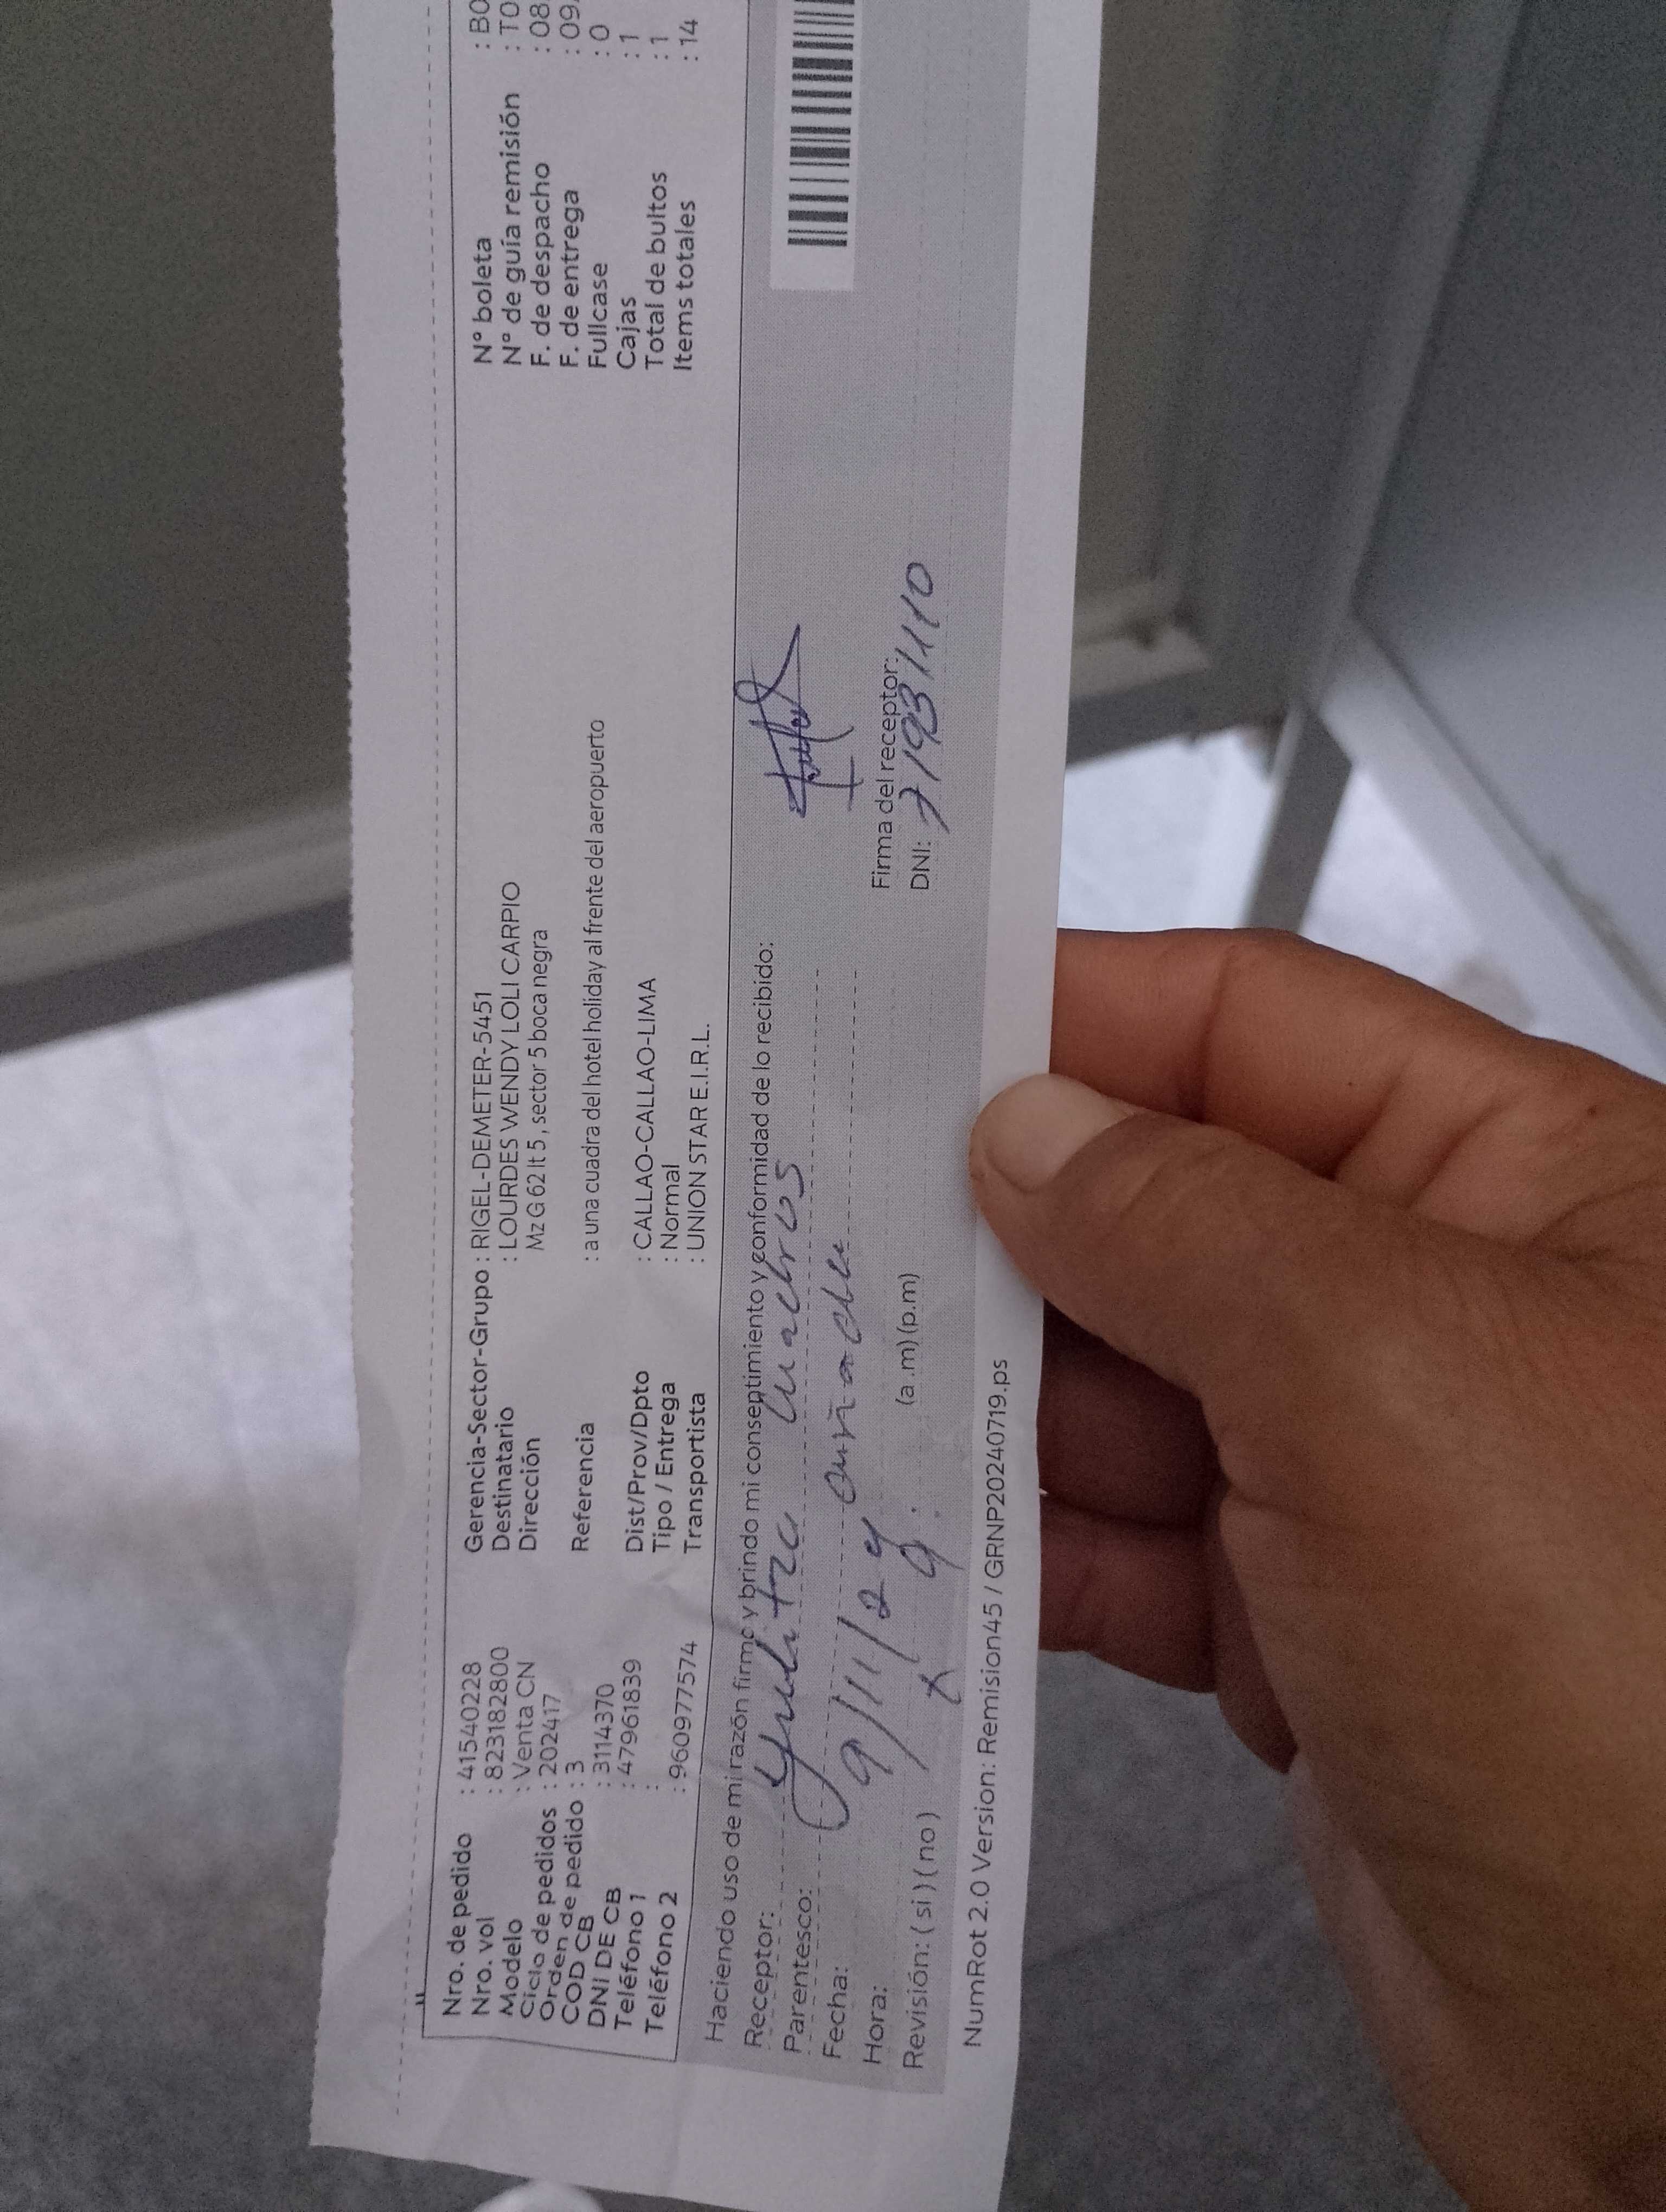 Nro. de pedido : 41540228
Nro. vol : 823182800
Modelo : Venta CN
Ciclo de pedidos : 202417
Orden de pedido : 3
COD CB : 3114370
DNI DE CB : 47961839
Teléfono 1 :
Teléfono 2 : 960977574
Gerencia-Sector-Grupo : RIGEL-DEMETER-5451
Destinatario : LOURDES WENDY LOLI CARPIO
Dirección Mz G 62 lt 5 , sector 5 boca negra
Referencia : a una cuadra del hotel holiday al frente del aeropuerto
Dist/Prov/Dpto : CALLAO-CALLAO-LIMA
Tipo / Entrega : Normal
Transportista : UNION STAR E.I.R.L.
N° boleta : B0
N° de guía remisión : T0
F. de despacho : 08
F. de entrega : 09
Fullcase : 0
Cajas : 1
Total de bultos : 1
Items totales : 14
Haciendo uso de mi razón firmo y brindo mi consentimiento y conformidad de lo recibido:
Receptor:
Parentesco:
Fecha: 9/11/24
Hora:
Revisión: ( si ) ( no ) (a .m) (p.m)
Firma del receptor:
DNI:
NumRot 2.0 Version: Remision45 / GRNP20240719.ps